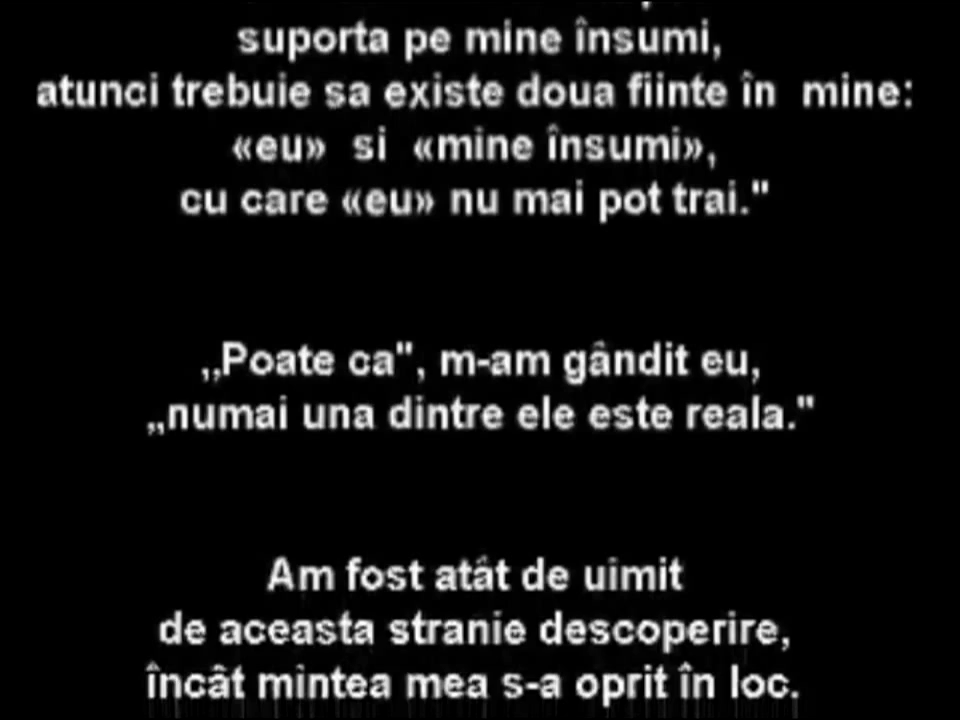 suporta pe mine însumi,
atunci trebuie sa existe doua fiinte în mine:
«eu» si «mine însumi»,
cu care «eu» nu mai pot trai."
„Poate ca", m-am gândit eu,
„numai una dintre ele este reala."
Am fost atât de uimit
de aceasta stranie descoperire,
încât mintea mea s-a oprit în loc.